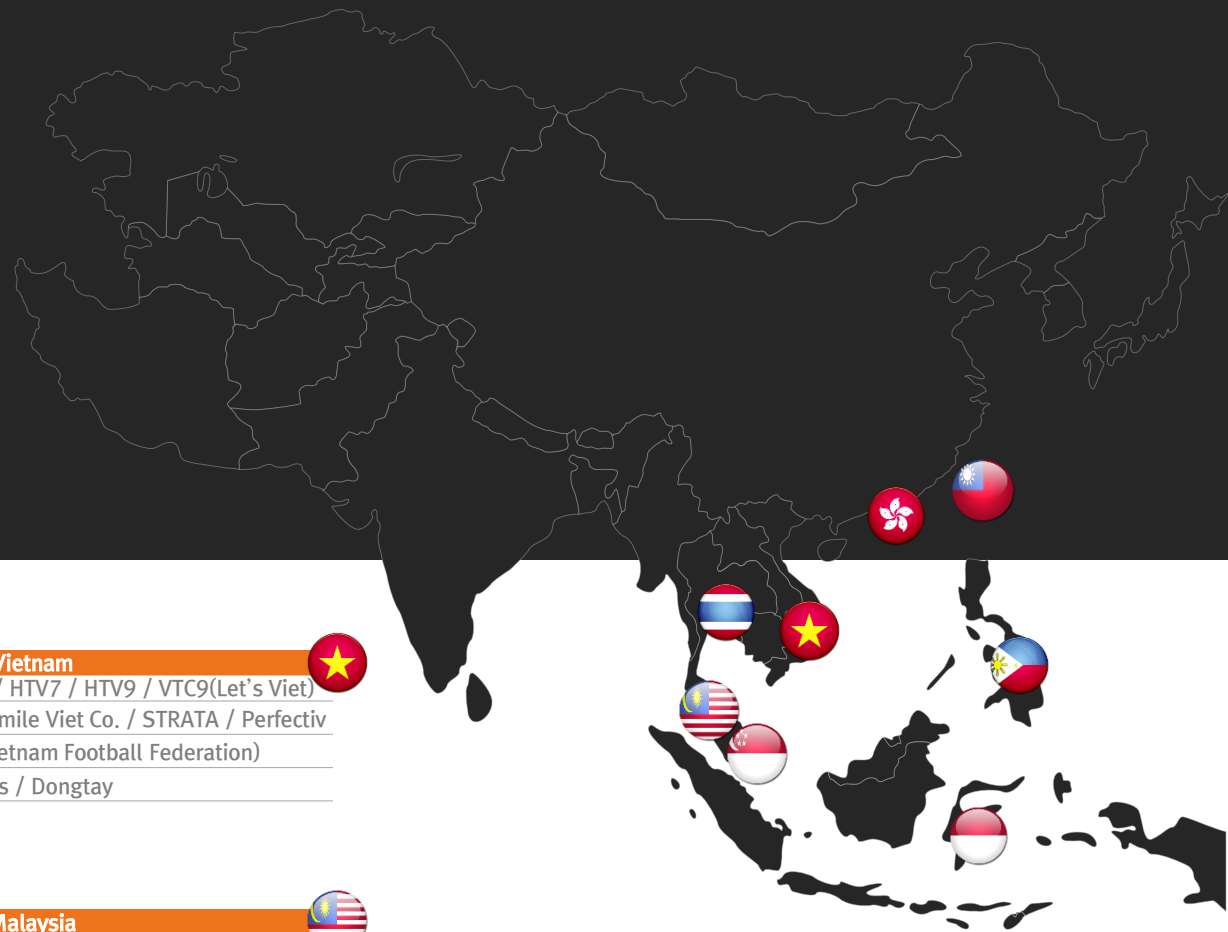 Vietnam
/ HTV7 / HTV9 / VTC9(Let's Viet)
mile Viet Co. / STRATA / Perfectiv
etnam Football Federation)
s / Dongtay
Malaysia